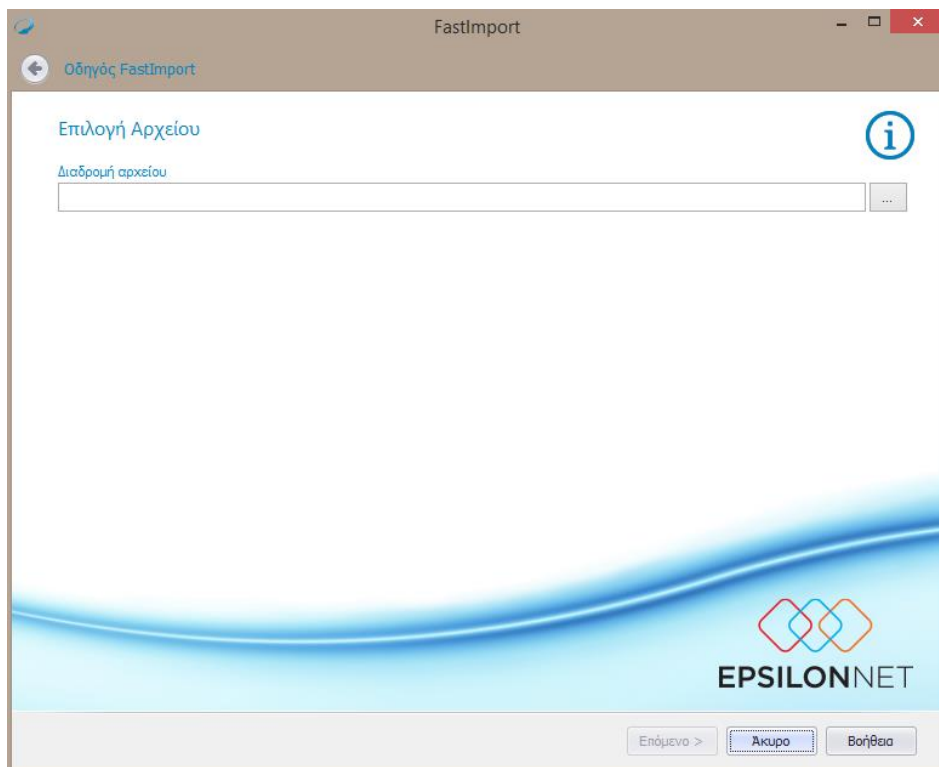 FastImport
Οδηγός FastImport
Επιλογή Αρχείου
Διαδρομή αρχείου
...
EPSILONNET
Επόμενο >
Άκυρο
Βοήθεια